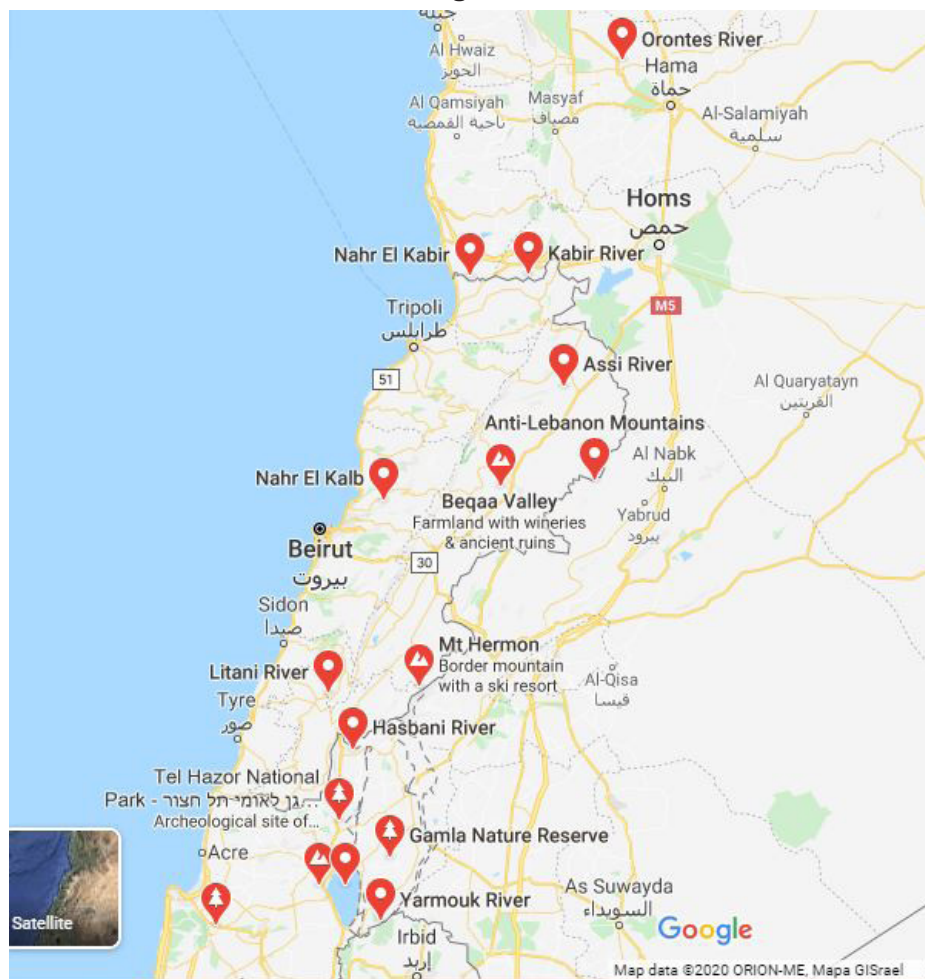 جبلة
Orontes River
Al Hwaiz
الحويز
Hama
حماة
Al Qamsiyah
ناحية القمصية
Masyaf
مصياف
Al-Salamiyah
سلمية
Homs
حمص
Nahr El Kabir
Kabir River
Tripoli
طرابلس
M5
Assi River
51
Al Quaryatayn
القريتين
Anti-Lebanon Mountains
Al Nabk
النبك
Nahr El Kalb
Beqaa Valley
Farmland with wineries
& ancient ruins
Yabrud
يبرود
Beirut
بيروت
30
Sidon
صيدا
Mt Hermon
Border mountain
with a ski resort
Litani River
Al-Qisa
قيسا
Tyre
صور
Hasbani River
Tel Hazor National
Park - גן לאומי תל חצור...
Archeological site of...
Gamla Nature Reserve
Acre
Yarmouk River
As Suwayda
السويداء
Satellite
Irbid
إربد
Google
Map data ©2020 ORION-ME, Mapa GISrael